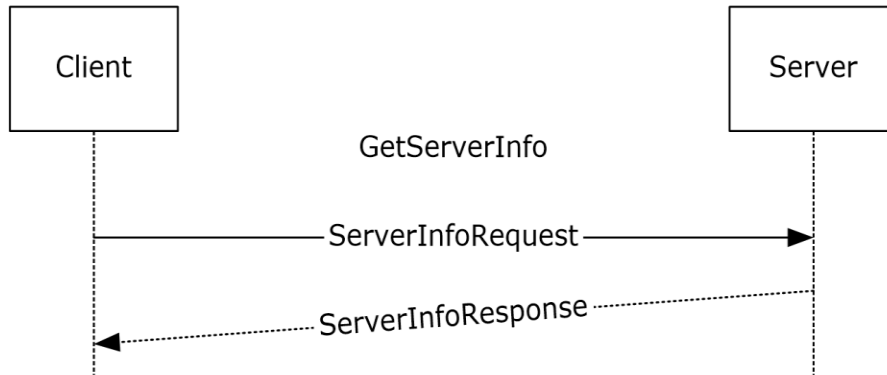 Client
Server
GetServerInfo
ServerInfoRequest
ServerInfoResponse